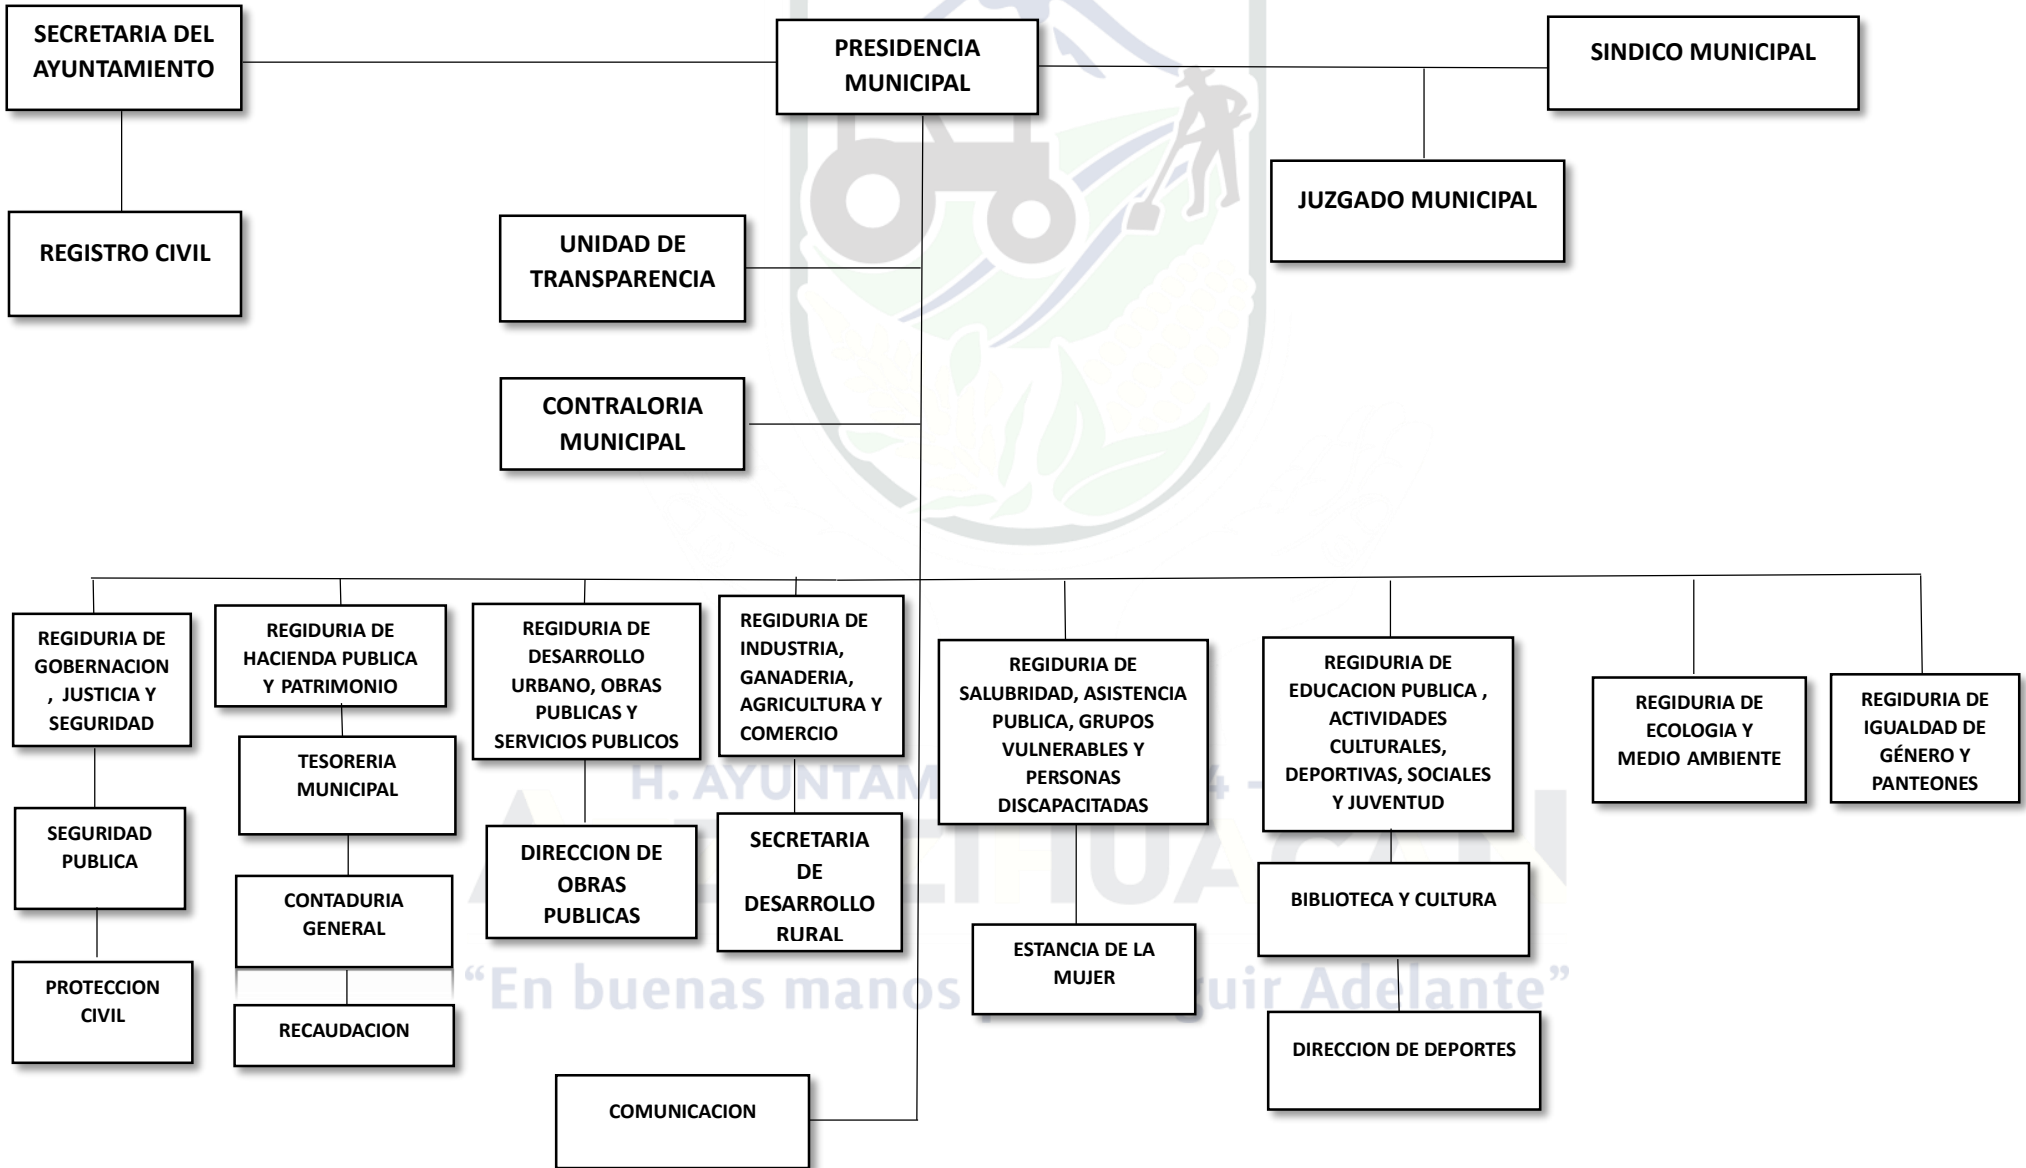 SECRETARIA DEL
AYUNTAMIENTO
PRESIDENCIA
MUNICIPAL
SINDICO MUNICIPAL
REGISTRO CIVIL
UNIDAD DE
TRANSPARENCIA
JUZGADO MUNICIPAL
CONTRALORIA
MUNICIPAL
REGIDURIA DE
GOBERNACION
, JUSTICIA Y
SEGURIDAD
REGIDURIA DE
HACIENDA PUBLICA
Y PATRIMONIO
REGIDURIA DE
DESARROLLO
URBANO, OBRAS
PUBLICAS Y
SERVICIOS PUBLICOS
REGIDURIA DE
INDUSTRIA,
GANADERIA,
AGRICULTURA Y
COMERCIO
REGIDURIA DE
SALUBRIDAD, ASISTENCIA
PUBLICA, GRUPOS
VULNERABLES Y
PERSONAS
DISCAPACITADAS
REGIDURIA DE
EDUCACION PUBLICA ,
ACTIVIDADES
CULTURALES,
DEPORTIVAS, SOCIALES
Y JUVENTUD
REGIDURIA DE
ECOLOGIA Y
MEDIO AMBIENTE
REGIDURIA DE
IGUALDAD DE
GÉNERO Y
PANTEONES
SEGURIDAD
PUBLICA
TESORERIA
MUNICIPAL
DIRECCION DE
OBRAS
PUBLICAS
SECRETARIA
DE
DESARROLLO
RURAL
ESTANCIA DE LA
MUJER
BIBLIOTECA Y CULTURA
PROTECCION
CIVIL
CONTADURIA
GENERAL
RECAUDACION
DIRECCION DE DEPORTES
COMUNICACION
H.
“En buenas manos
Adelante”